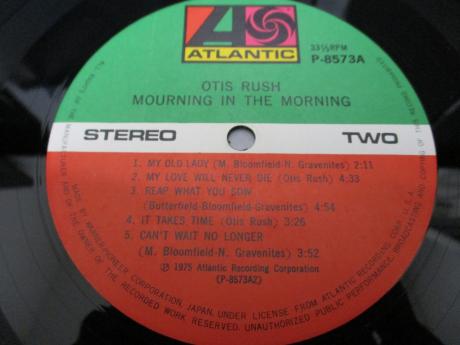 ATLANTIC
33⅓RPM
P-8573A
OTIS RUSH
MOURNING IN THE MORNING
STEREO
TWO
1. MY OLD LADY (M. Bloomfield-N. Gravenites) 2:11
2. MY LOVE WILL NEVER DIE (Otis Rush) 4:33
3. REAP WHAT YOU SOW
(Butterfield-Bloomfield-Gravenites) 4:54
4. IT TAKES TIME (Otis Rush) 3:26
5. CAN'T WAIT NO LONGER
(M. Bloomfield-N. Gravenites) 3:52
Ⓟ 1975 Atlantic Recording Corporation
(P-8573A2)
MADE BY WARNER-PIONEER CORPORATION, JAPAN, UNDER LICENSE FROM ATLANTIC RECORDING CORP., U.S.A.
ALL RIGHTS OF THE MANUFACTURER AND OF THE OWNER OF THE RECORDED WORK RESERVED. UNAUTHORIZED PUBLIC PERFORMANCE, BROADCASTING AND COPYING OF THE RECORD PROHIBITED